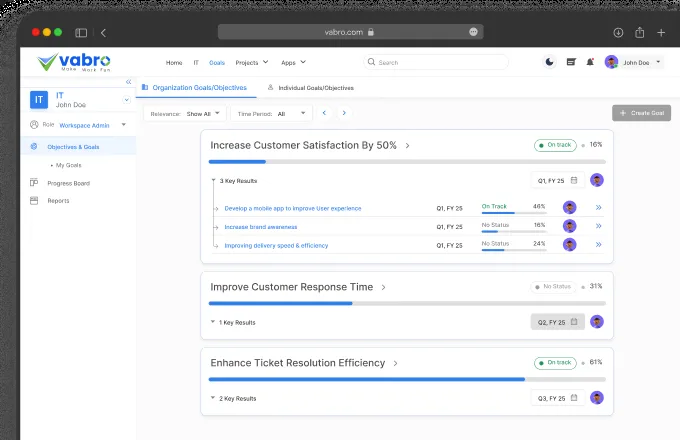 vabro.com
vabro
Make Work Fun
Home IT Goals Projects Apps
Search
John Doe
IT
IT
John Doe
Role Workspace Admin
Objectives & Goals
• My Goals
Progress Board
Reports
Organization Goals/Objectives Individual Goals/Objectives
Relevance: Show All Time Period: All
+ Create Goal
Increase Customer Satisfaction By 50% On track 16%
3 Key Results Q1, FY 25
Develop a mobile app to improve User experience Q1, FY 25 On Track 46%
Increase brand awareness Q1, FY 25 No Status 16%
Improving delivery speed & efficiency Q1, FY 25 No Status 24%
Improve Customer Response Time No Status 31%
1 Key Results Q2, FY 25
Enhance Ticket Resolution Efficiency On track 61%
2 Key Results Q3, FY 25